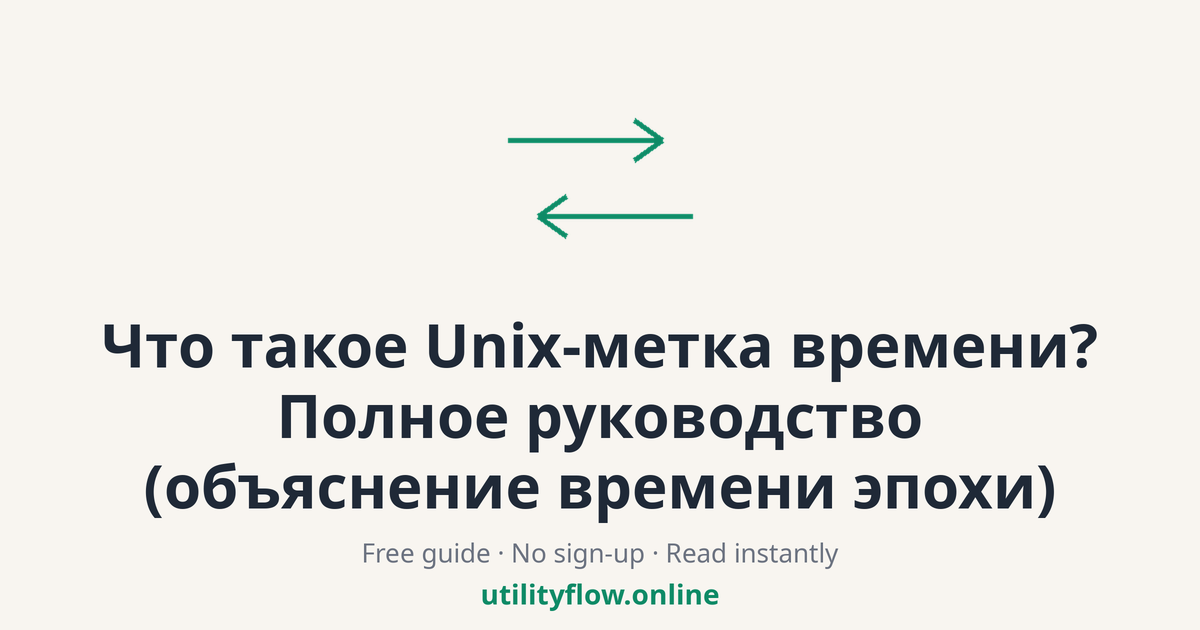 Что такое Unix-метка времени?
Полное руководство
(объяснение времени эпохи)
Free guide · No sign-up · Read instantly
utilityflow.online